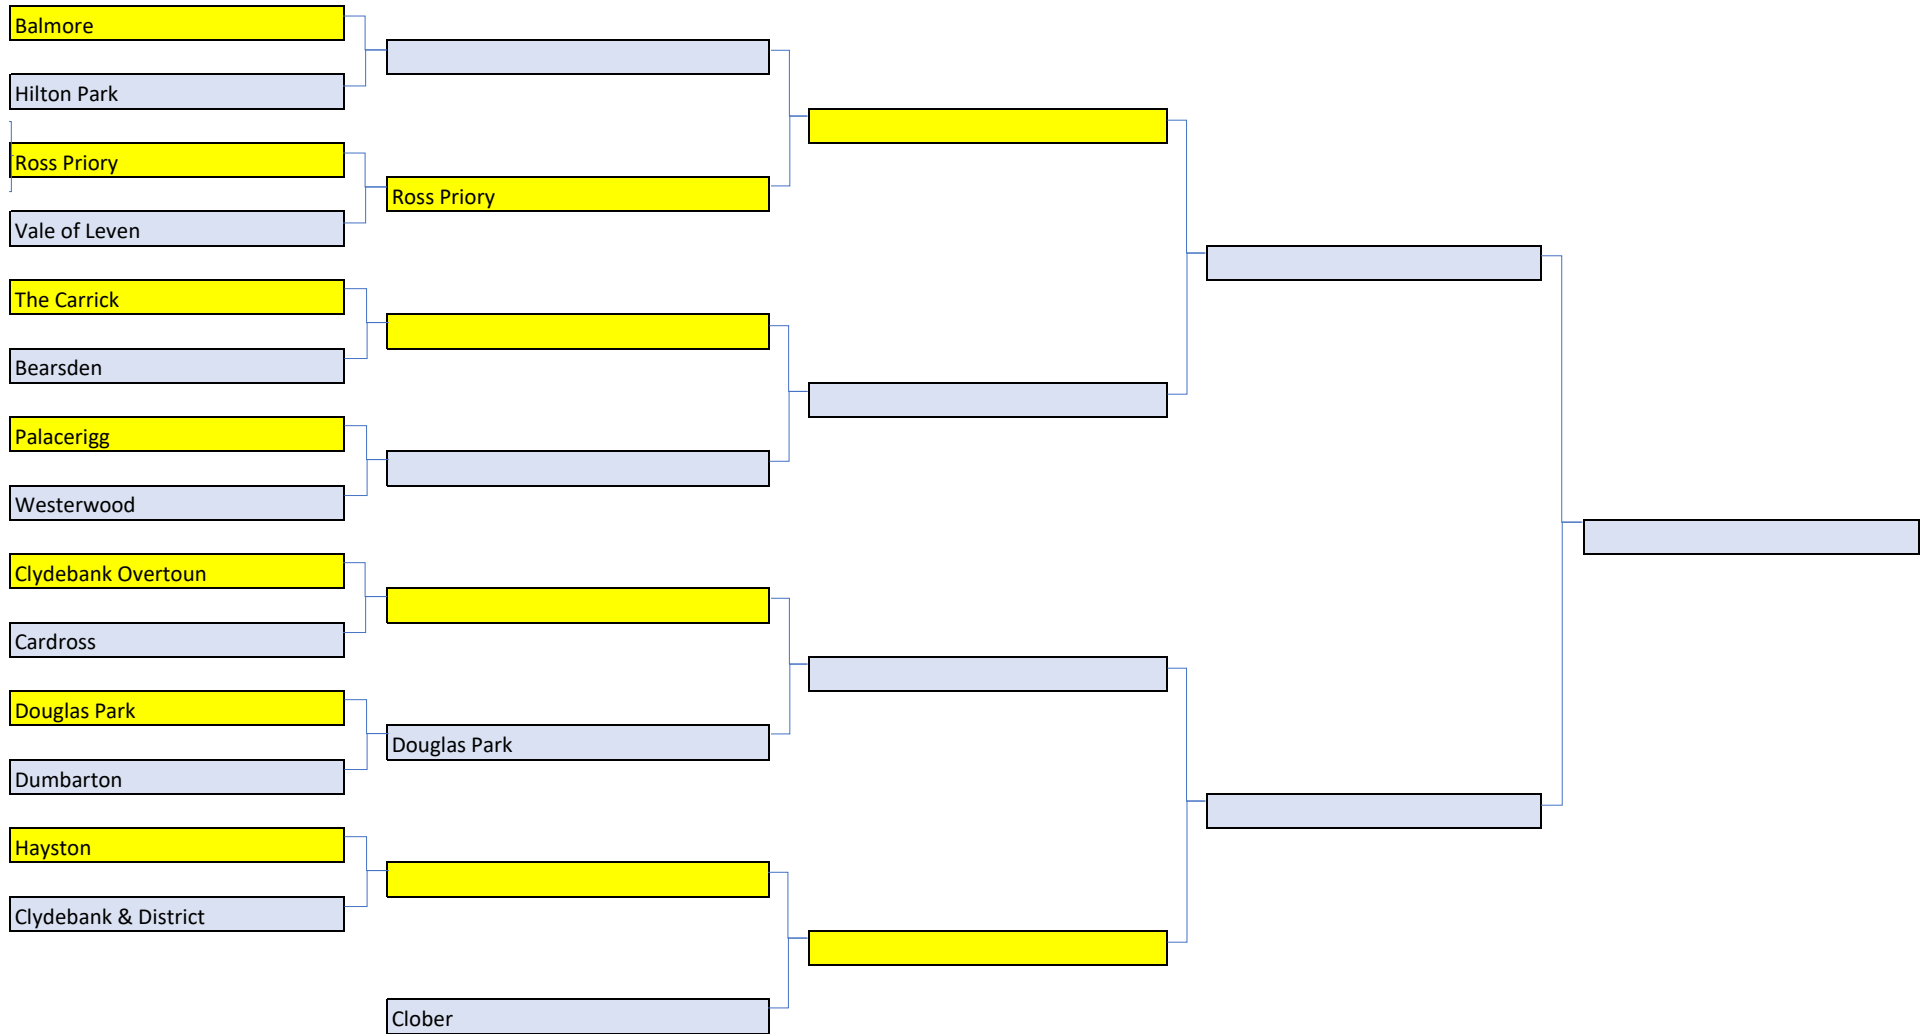 Balmore
Hilton Park
Ross Priory
Vale of Leven
The Carrick
Bearsden
Palacerigg
Westerwood
Clydebank Overtoun
Cardross
Douglas Park
Dumbarton
Hayston
Clydebank & District
Ross Priory
Douglas Park
Clober